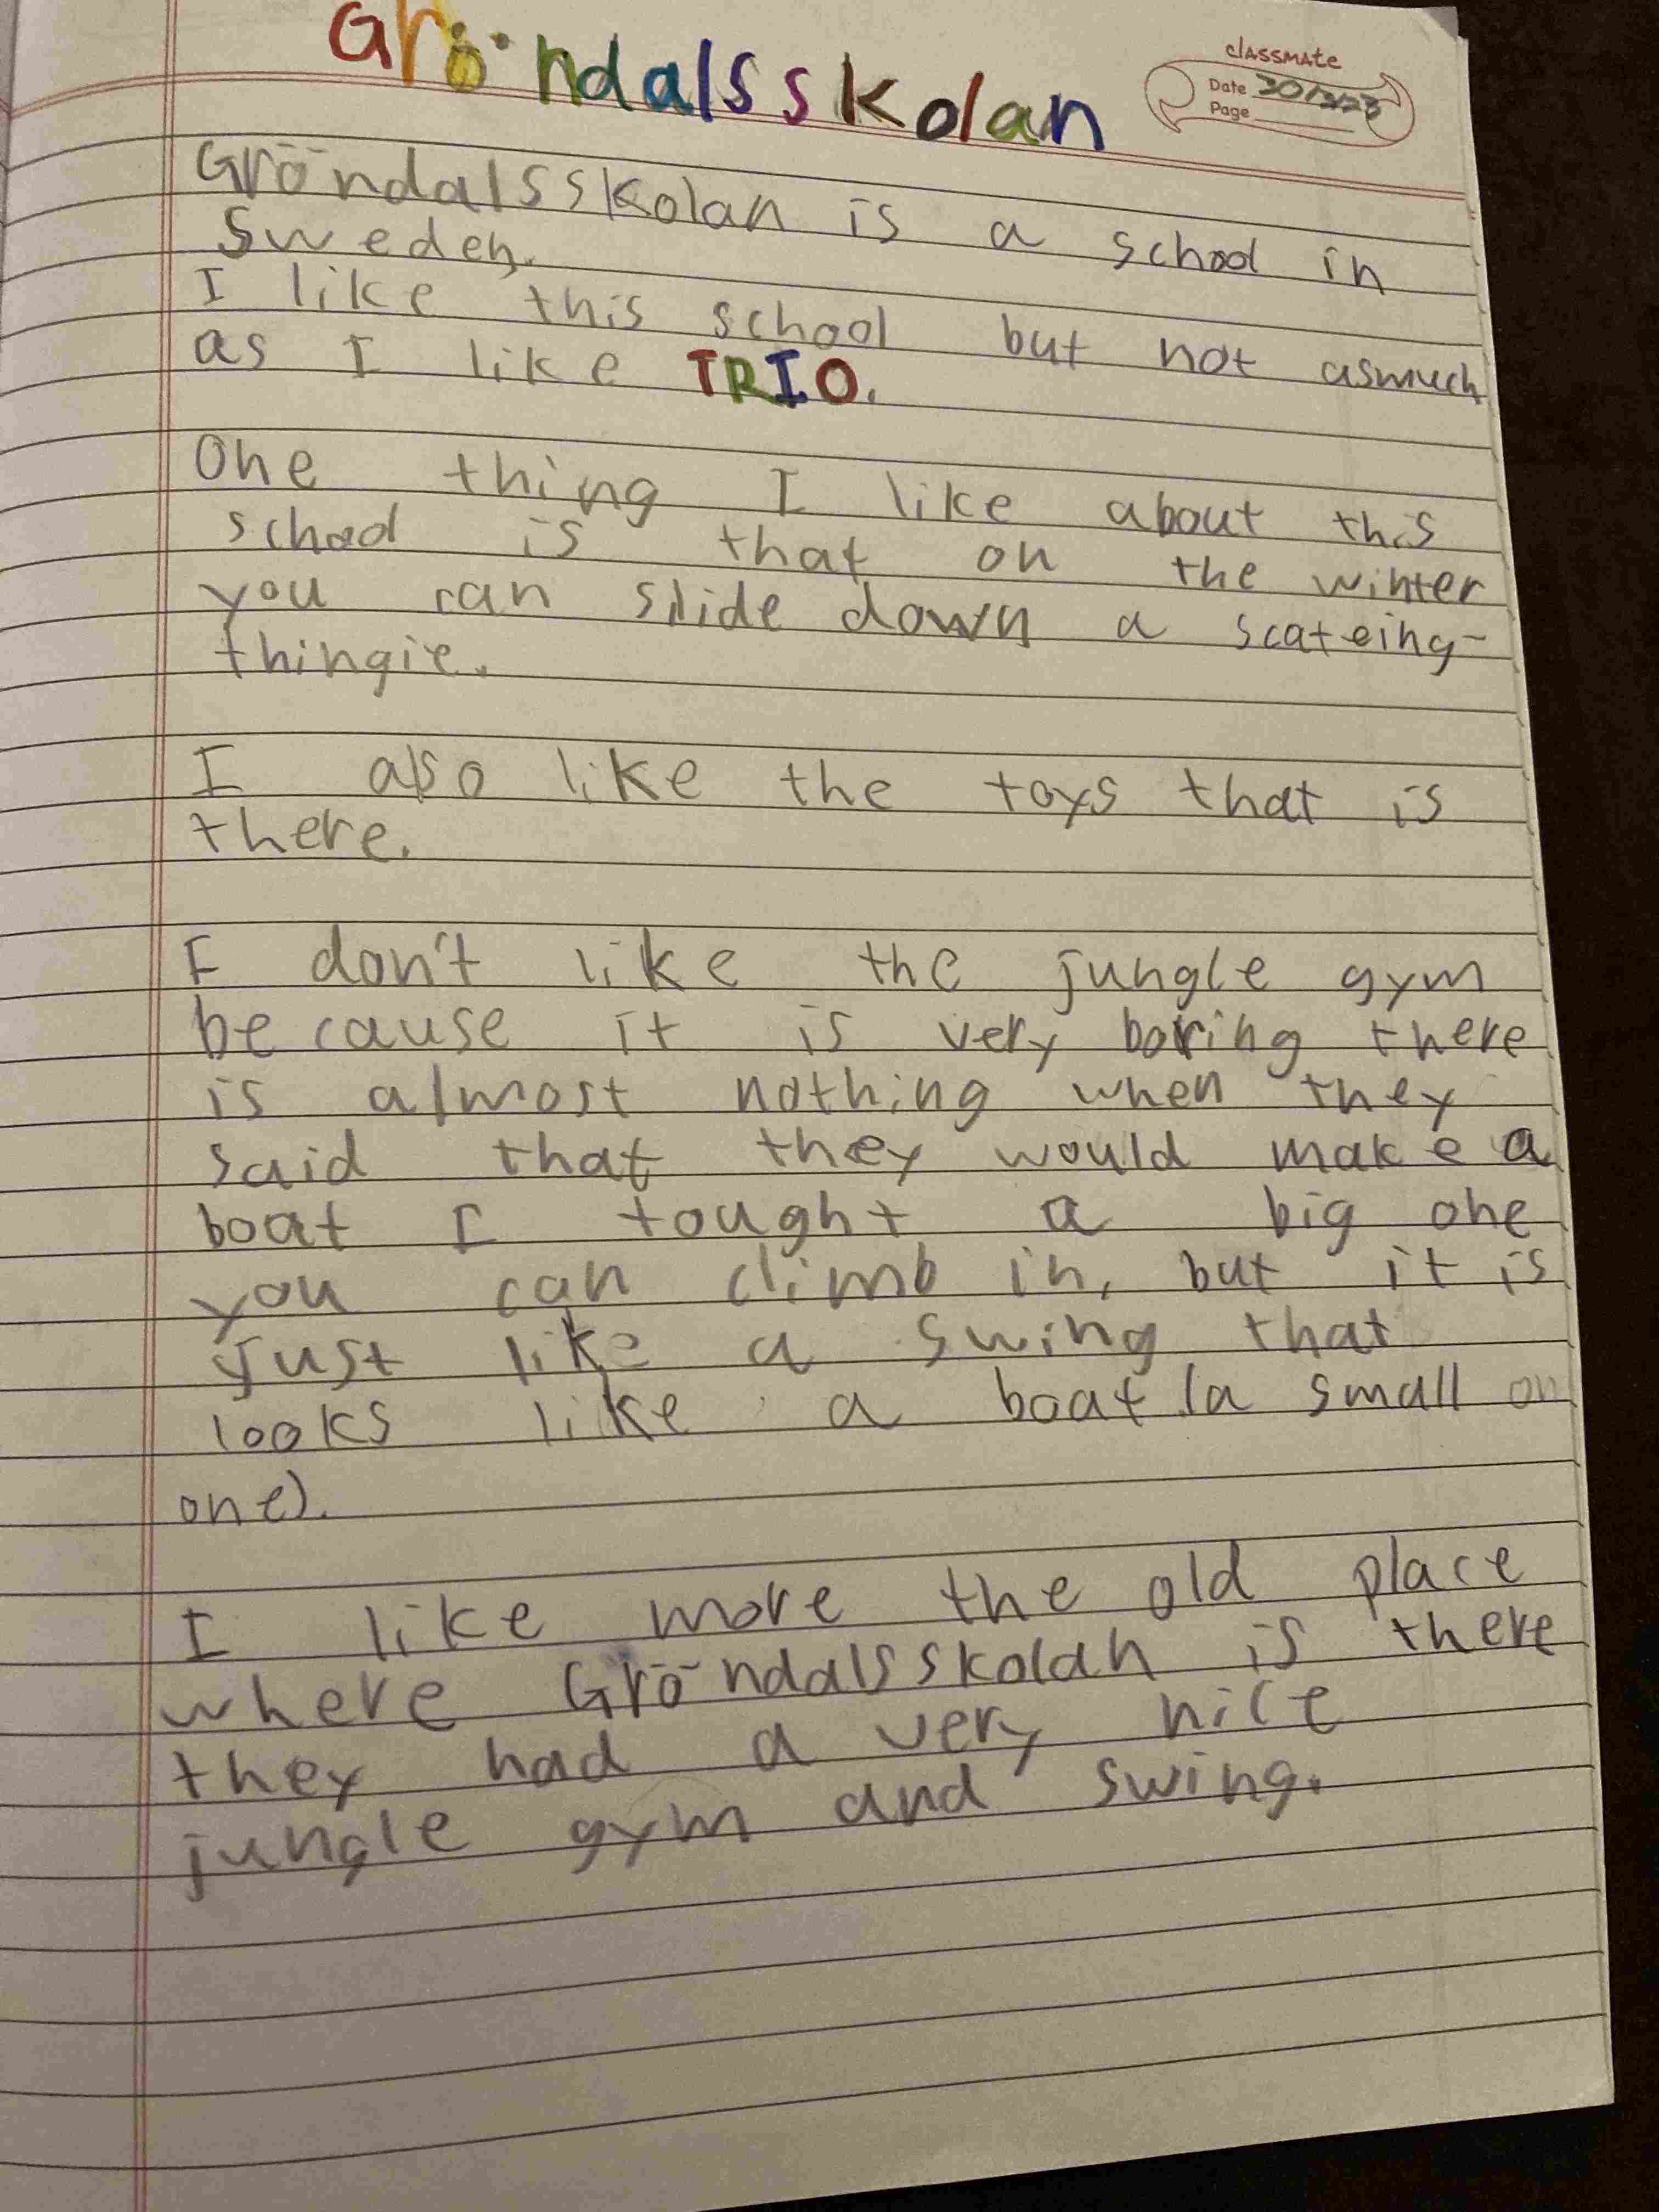 Gröndalsskolan
classmate
Date
Page
Gröndalsskolan is a school in
Sweden.
I like this school but not asmuch
as I like TRIO.
One thing I like about this
school is that on the winter
you can slide down a scateing-
thingie.
I also like the toys that is
there.
I don't like the jungle gym
because it is very boring there
is almost nothing when they
said that they would make a
boat I tought a big one
you can climb in, but it is
just like a swing that
looks like a boat (a small on
one).
I like more the old place
where Gröndalsskolan is there
they had a very nice
jungle gym and swing.